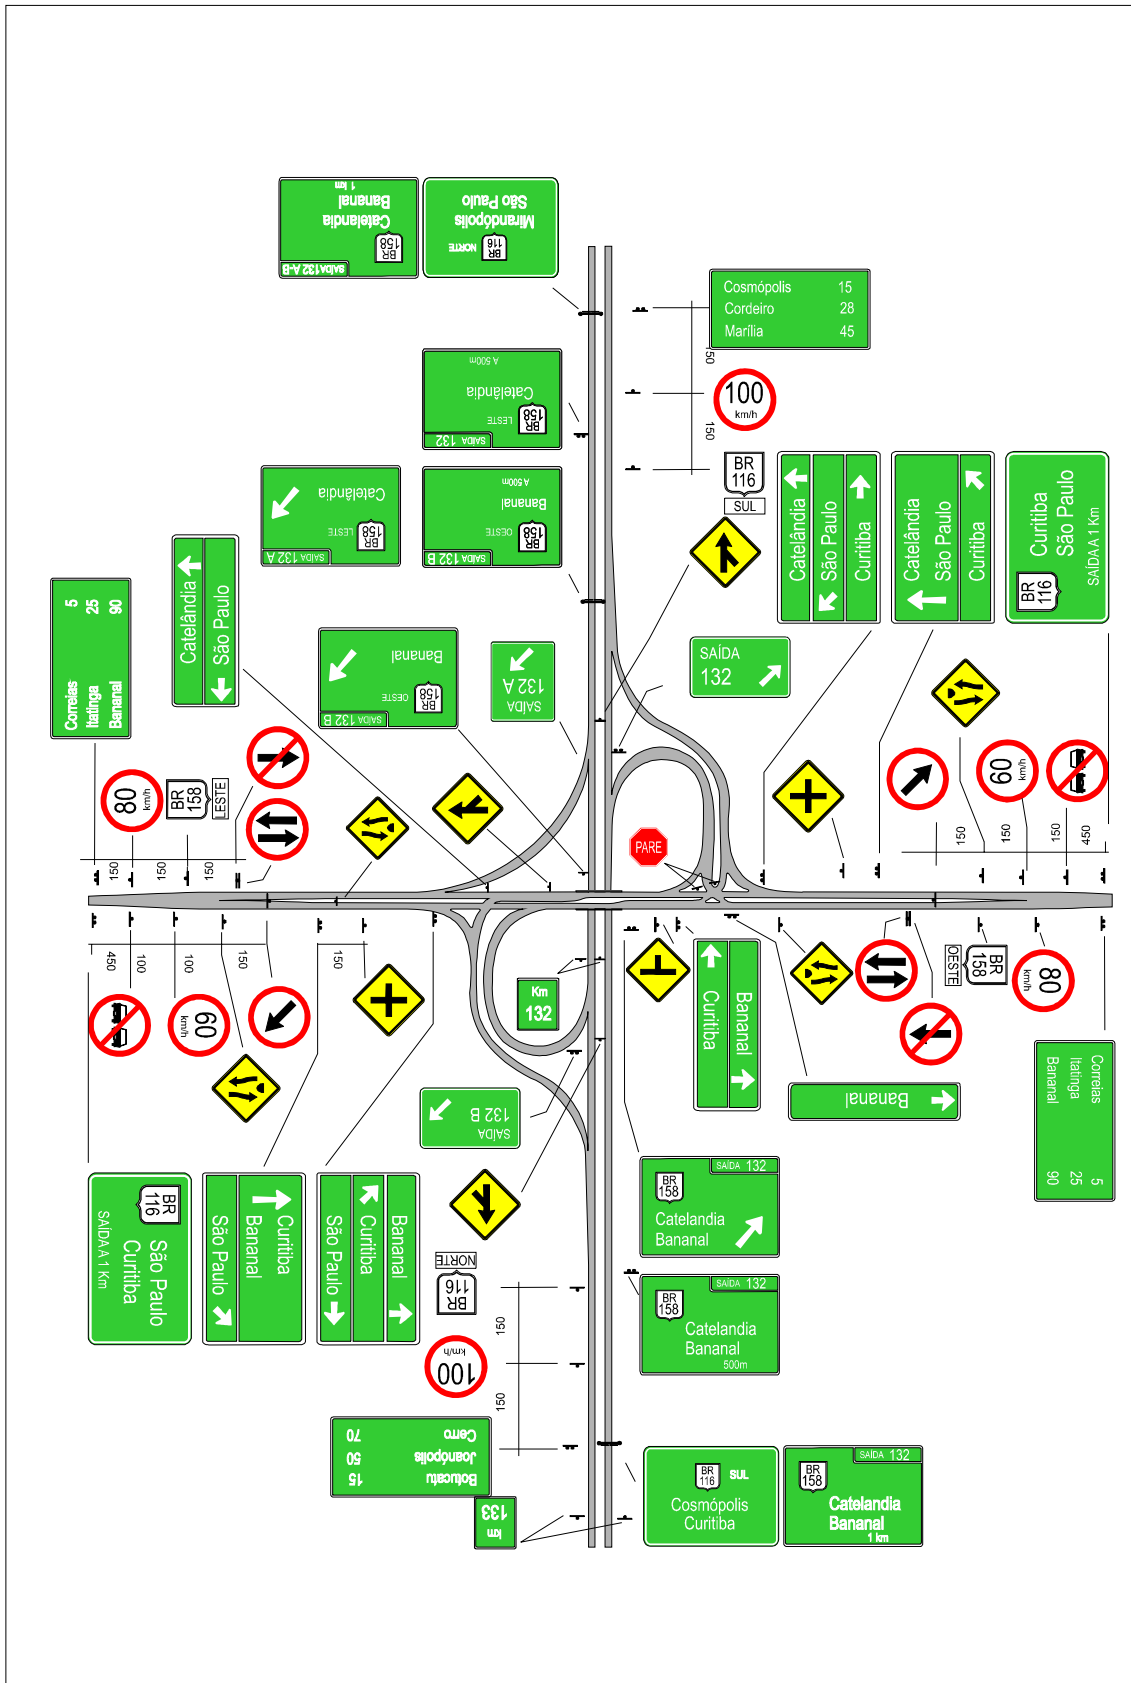 SAÍDA 132 A-B
BR
158
Catelandia
Bananal
1 km
BR
116
NORTE
Mirandópolis
São Paulo
Cosmópolis 15
Cordeiro 28
Marília 45
150
100
km/h
150
BR
116
SUL
SAÍDA 132
BR
158
LESTE
Catelândia
A 500m
SAÍDA 132 A
BR
158
LESTE
Catelândia
SAÍDA 132 B
BR
158
OESTE
Bananal
A 500m
Catelândia
São Paulo
Curitiba
Catelândia
São Paulo
Curitiba
BR
116
Curitiba
São Paulo
SAÍDA A 1 Km
Catelândia
São Paulo
Correias 5
Itatinga 25
Bananal 90
SAÍDA 132 B
BR
158
OESTE
Bananal
SAÍDA
132 A
SAÍDA
132
80
km/h
BR
158
LESTE
60
km/h
PARE
150
150
150
150
150
150
450
450
100
100
150
150
60
km/h
Km
132
Bananal
Curitiba
BR
158
OESTE
80
km/h
Bananal
Correias 5
Itatinga 25
Bananal 90
SAÍDA
132 B
BR
116
São Paulo
Curitiba
SAÍDA A 1 Km
Curitiba
Bananal
São Paulo
Bananal
Curitiba
São Paulo
NORTE
BR
116
100
km/h
150
150
SAÍDA 132
BR
158
Catelandia
Bananal
SAÍDA 132
BR
158
Catelandia
Bananal
500m
Botucatu 15
Joanópolis 50
Cerro 70
km
133
BR
116
SUL
Cosmópolis
Curitiba
SAÍDA 132
BR
158
Catelandia
Bananal
1 km